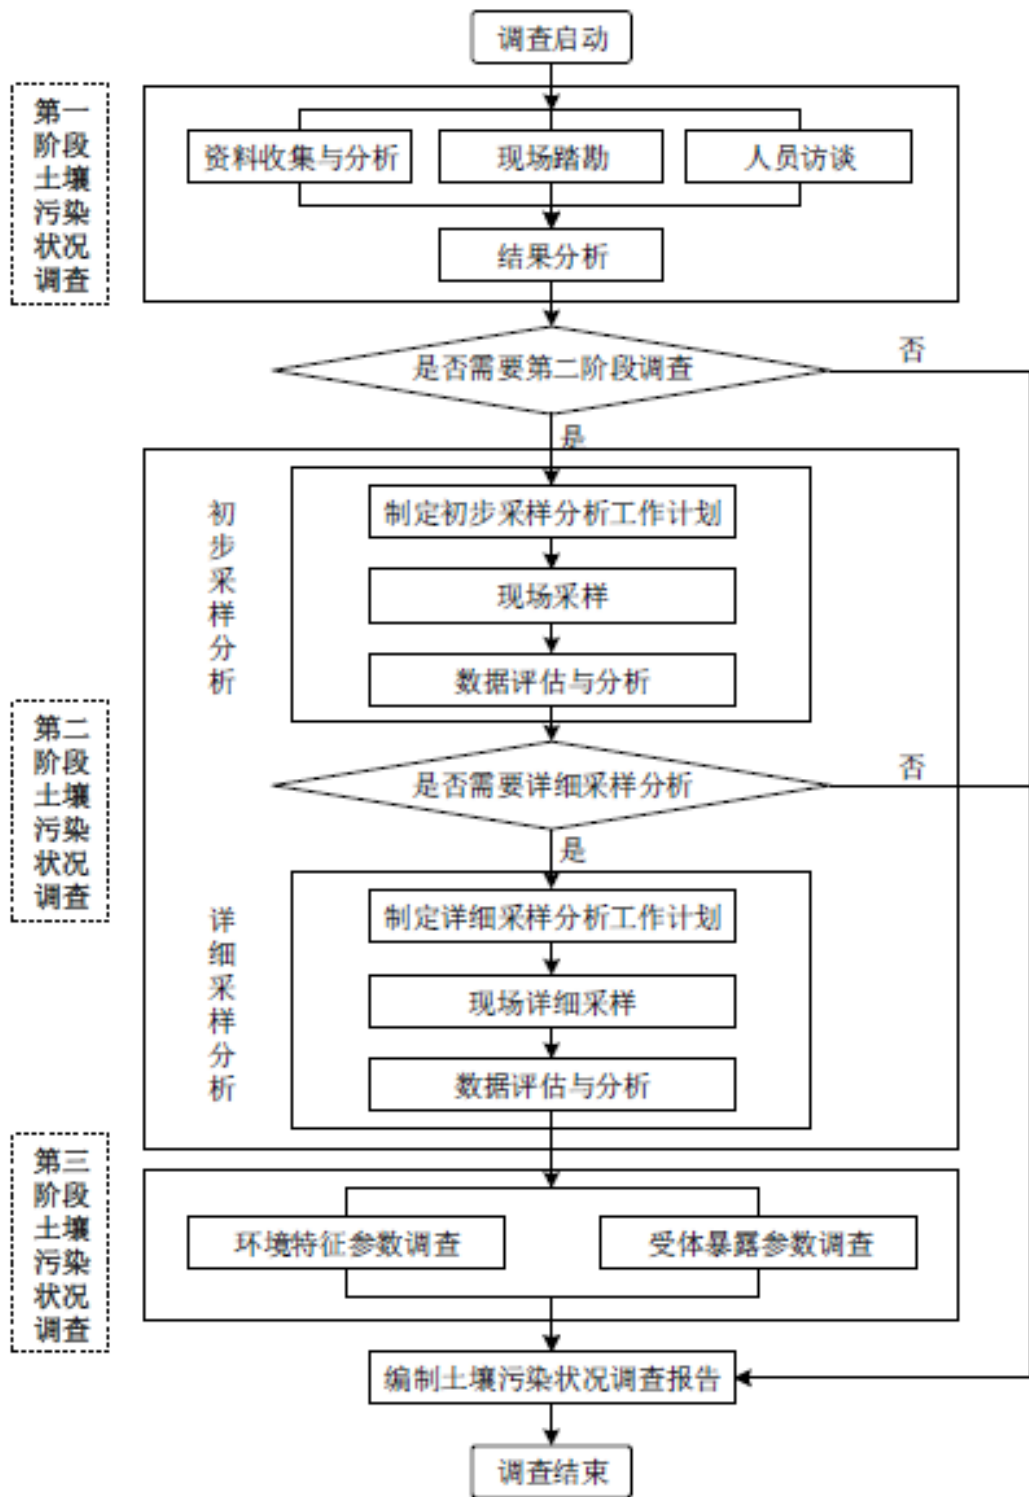 调查启动
第一
阶段
土壤
污染
状况
调查
资料收集与分析
现场踏勘
人员访谈
结果分析
是否需要第二阶段调查
否
是
初
步
采
样
分
析
制定初步采样分析工作计划
现场采样
数据评估与分析
第二
阶段
土壤
污染
状况
调查
是否需要详细采样分析
否
是
详
细
采
样
分
析
制定详细采样分析工作计划
现场详细采样
数据评估与分析
第三
阶段
土壤
污染
状况
调查
环境特征参数调查
受体暴露参数调查
编制土壤污染状况调查报告
调查结束